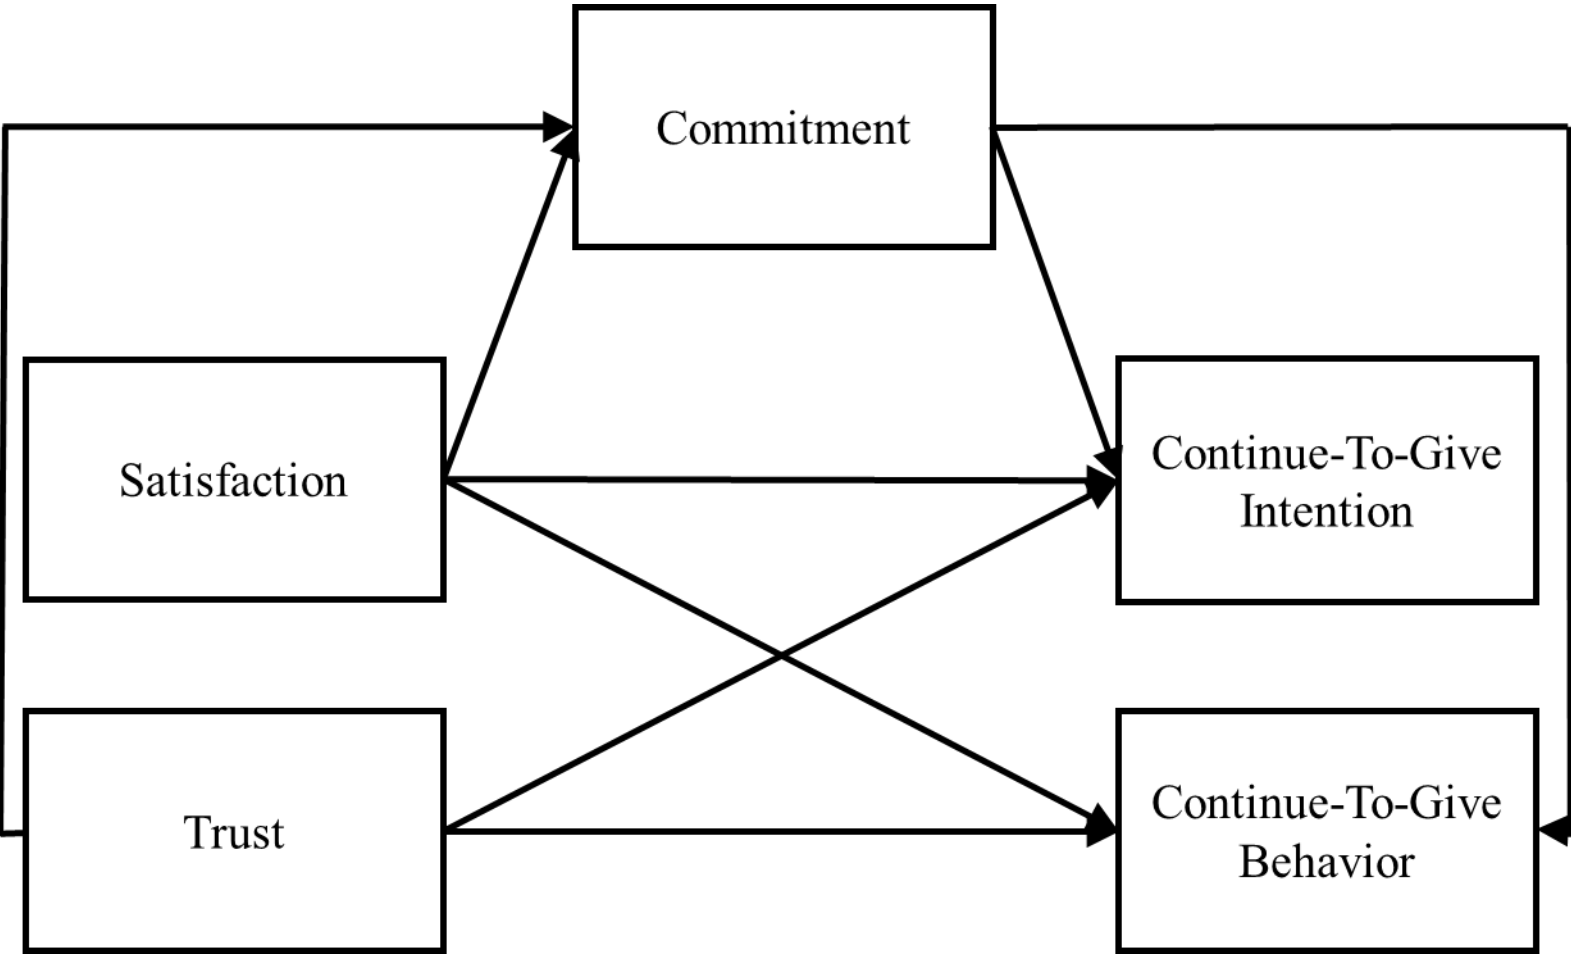 Commitment
Satisfaction
Continue-To-Give
Intention
Trust
Continue-To-Give
Behavior